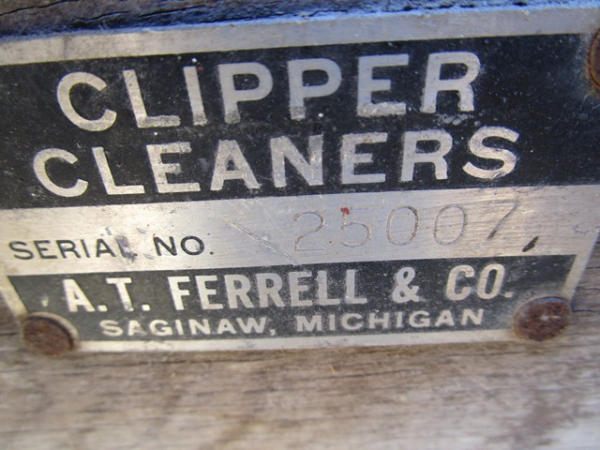 CLIPPER
CLEANERS
SERIAL NO. 25007
A.T. FERRELL & CO.
SAGINAW, MICHIGAN